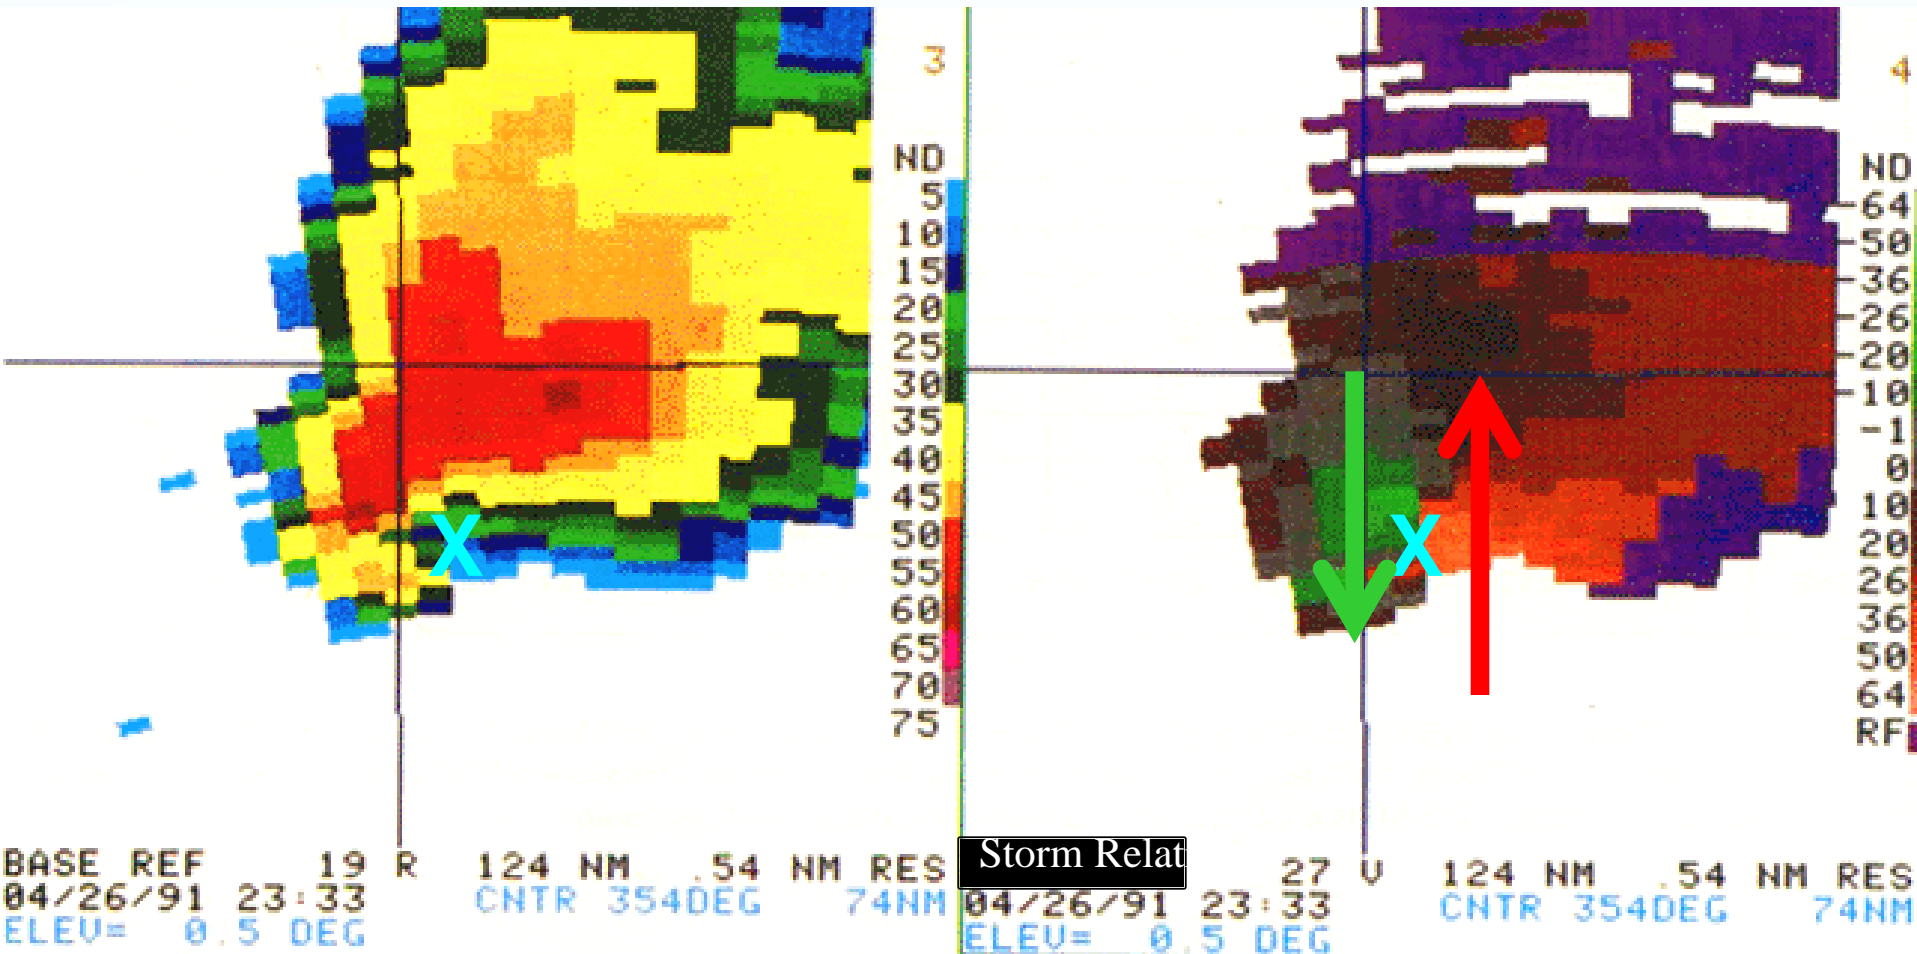 3
ND
5
10
15
20
25
30
35
40
45
50
55
60
65
70
75
X
BASE REF 19 R 124 NM .54 NM RES
04/26/91 23:33 CNTR 354DEG 74NM
ELEV= 0.5 DEG
4
ND
-64
-50
-36
-26
-20
-10
-1
0
10
20
26
36
50
64
RF
X
Storm Relat 27 V 124 NM .54 NM RES
04/26/91 23:33 CNTR 354DEG 74NM
ELEV= 0.5 DEG